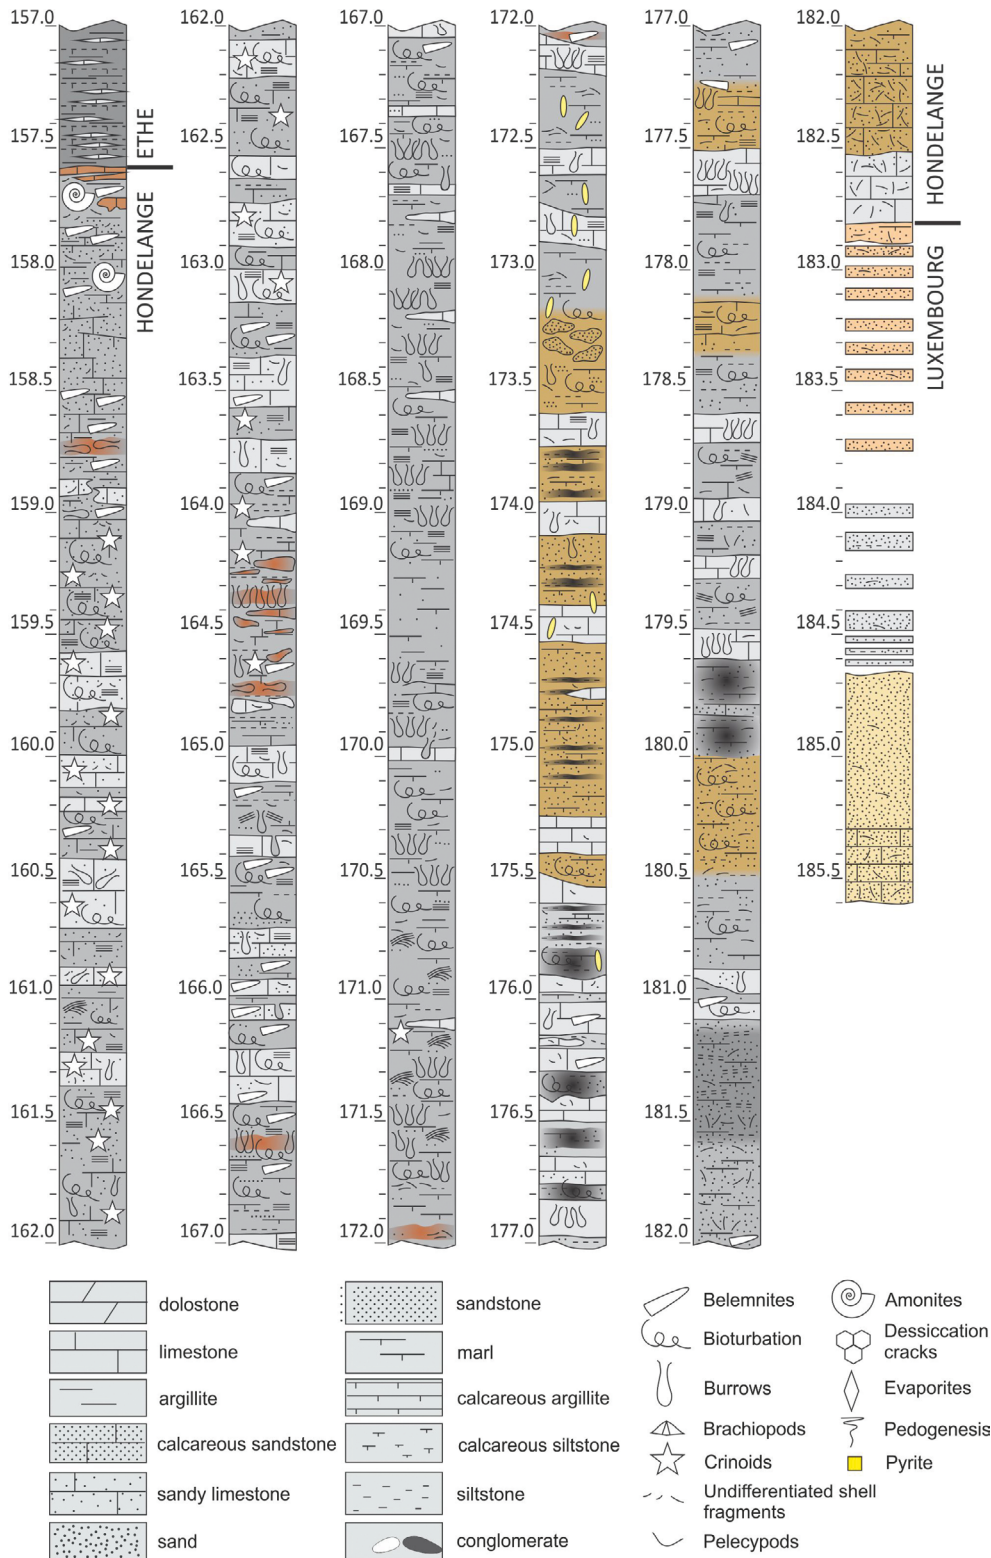 157.0
157.5
158.0
158.5
159.0
159.5
160.0
160.5
161.0
161.5
162.0
ETHE
HONDELANGE
162.0
162.5
163.0
163.5
164.0
164.5
165.0
165.5
166.0
166.5
167.0
167.0
167.5
168.0
168.5
169.0
169.5
170.0
170.5
171.0
171.5
172.0
172.0
172.5
173.0
173.5
174.0
174.5
175.0
175.5
176.0
176.5
177.0
177.0
177.5
178.0
178.5
179.0
179.5
180.0
180.5
181.0
181.5
182.0
182.0
182.5
183.0
183.5
184.0
184.5
185.0
185.5
HONDELANGE
LUXEMBOURG
dolostone
limestone
argillite
calcareous sandstone
sandy limestone
sand
sandstone
marl
calcareous argillite
calcareous siltstone
siltstone
conglomerate
Belemnites
Bioturbation
Burrows
Brachiopods
Crinoids
Undifferentiated shell
fragments
Pelecypods
Amonites
Dessiccation
cracks
Evaporites
Pedogenesis
Pyrite